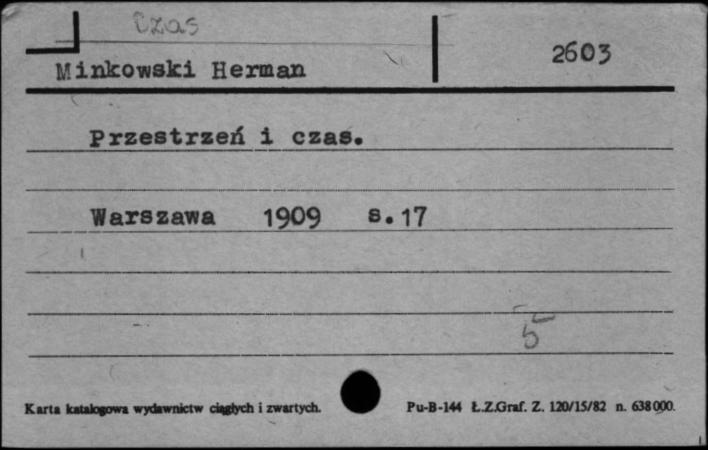 Czas
2603
Minkowski Herman
Przestrzeń i czas.
Warszawa 1909 s.17
5
Karta katalogowa wydawnictw ciągłych i zwartych.
Pu-B-144 Ł.Z.Graf. Z. 120/15/82 n. 638000.